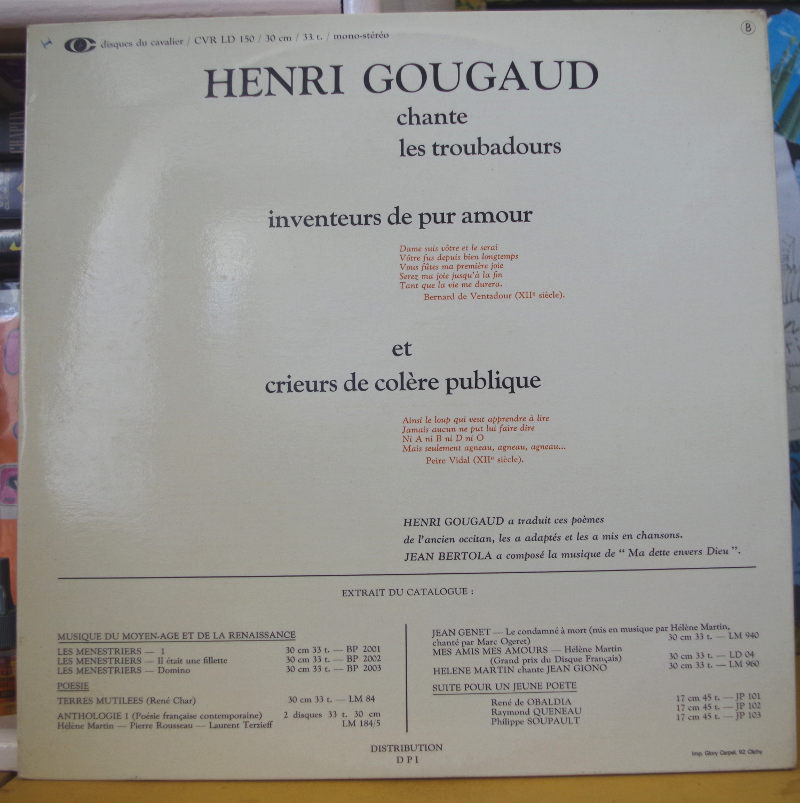 disques du cavalier / CVR LD 150 / 30 cm / 33 t. / mono-stéréo
B
HENRI GOUGAUD
chante
les troubadours
inventeurs de pur amour
Dame suis vôtre et le serai
Vôtre fus depuis bien longtemps
Vous fûtes ma première joie
Serez ma joie jusqu'à la fin
Tant que la vie me durera.
Bernard de Ventadour (XIIe siècle).
et
crieurs de colère publique
Ainsi le loup qui veut apprendre à lire
Jamais aucun ne put lui faire dire
Ni A ni B ni D ni O
Mais seulement agneau, agneau, agneau...
Peire Vidal (XIIe siècle).
HENRI GOUGAUD a traduit ces poèmes
de l'ancien occitan, les a adaptés et les a mis en chansons.
JEAN BERTOLA a composé la musique de " Ma dette envers Dieu ".
EXTRAIT DU CATALOGUE :
MUSIQUE DU MOYEN-AGE ET DE LA RENAISSANCE
LES MENESTRIERS — 1 30 cm 33 t. — BP 2001
LES MENESTRIERS — Il était une fillette 30 cm 33 t. — BP 2002
LES MENESTRIERS — Domino 30 cm 33 t. — BP 2003
POESIE
TERRES MUTILEES (René Char) 30 cm 33 t. — LM 84
ANTHOLOGIE 1 (Poésie française contemporaine) 2 disques 33 t. 30 cm
Hélène Martin — Pierre Rousseau — Laurent Terzieff LM 184/5
JEAN GENET — Le condamné à mort (mis en musique par Hélène Martin,
chanté par Marc Ogeret) 30 cm 33 t. — LM 940
MES AMIS MES AMOURS — Hélène Martin
(Grand prix du Disque Français) 30 cm 33 t. — LD 04
HELENE MARTIN chante JEAN GIONO 30 cm 33 t. — LM 960
SUITE POUR UN JEUNE POETE
René de OBALDIA 17 cm 45 t. — JP 101
Raymond QUENEAU 17 cm 45 t. — JP 102
Philippe SOUPAULT 17 cm 45 t. — JP 103
DISTRIBUTION
D P I
Imp. Glory Carpel, 92 Clichy